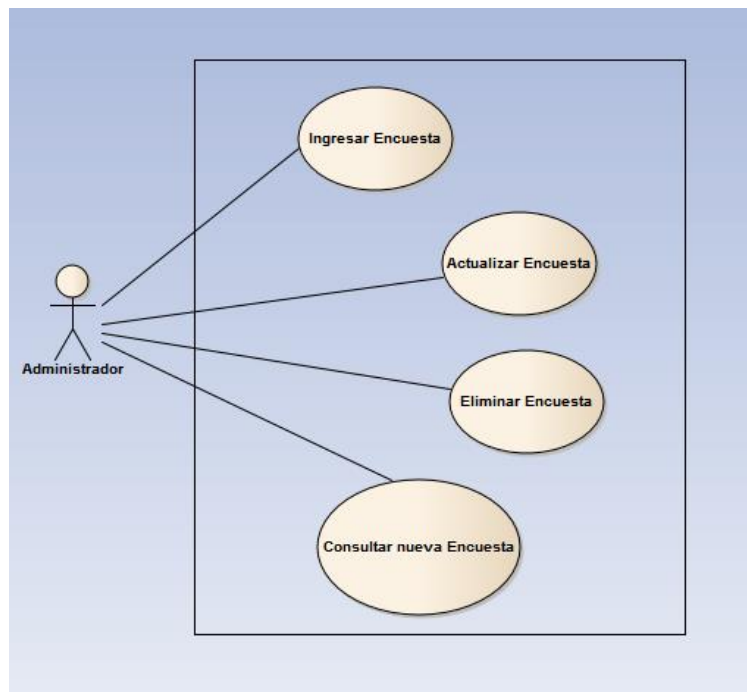 Ingresar Encuesta
Actualizar Encuesta
Administrador
Eliminar Encuesta
Consultar nueva Encuesta